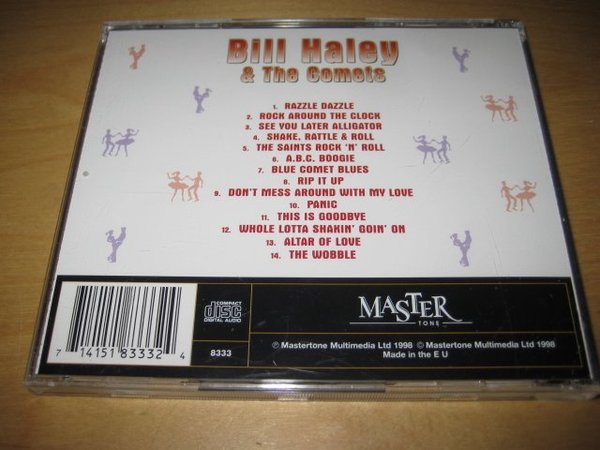 Bill Haley
& The Comets
1. RAZZLE DAZZLE
2. ROCK AROUND THE CLOCK
3. SEE YOU LATER ALLIGATOR
4. SHAKE, RATTLE & ROLL
5. THE SAINTS ROCK 'N' ROLL
6. A.B.C. BOOGIE
7. BLUE COMET BLUES
8. RIP IT UP
9. DON'T MESS AROUND WITH MY LOVE
10. PANIC
11. THIS IS GOODBYE
12. WHOLE LOTTA SHAKIN' GOIN' ON
13. ALTAR OF LOVE
14. THE WOBBLE
7 14151 83332 4
COMPACT
disc
DIGITAL AUDIO
8333
MASTER
TONE
℗ Mastertone Multimedia Ltd 1998 © Mastertone Multimedia Ltd 1998
Made in the E U